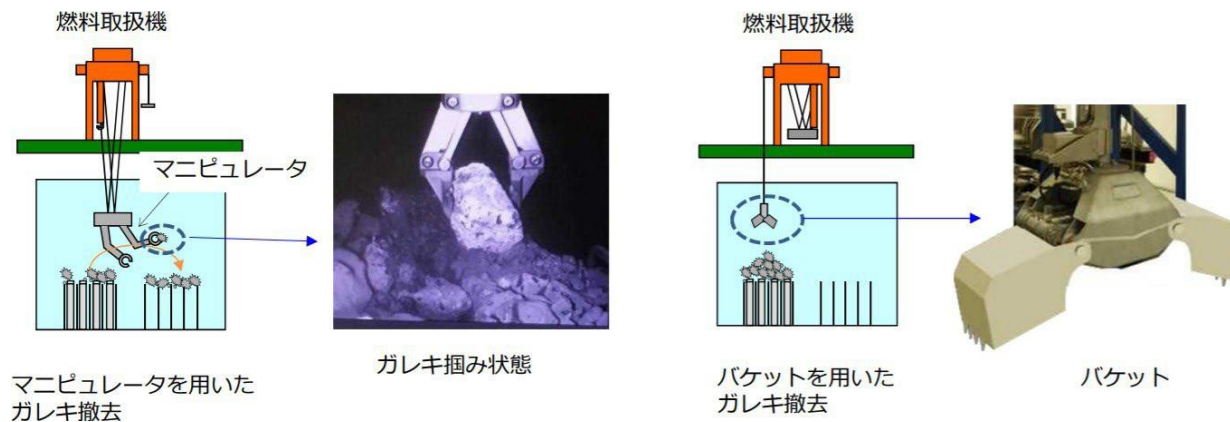 燃料取扱機
マニピュレータ
ガレキ掴み状態
マニピュレータを用いた
ガレキ撤去
燃料取扱機
バケットを用いた
ガレキ撤去
バケット